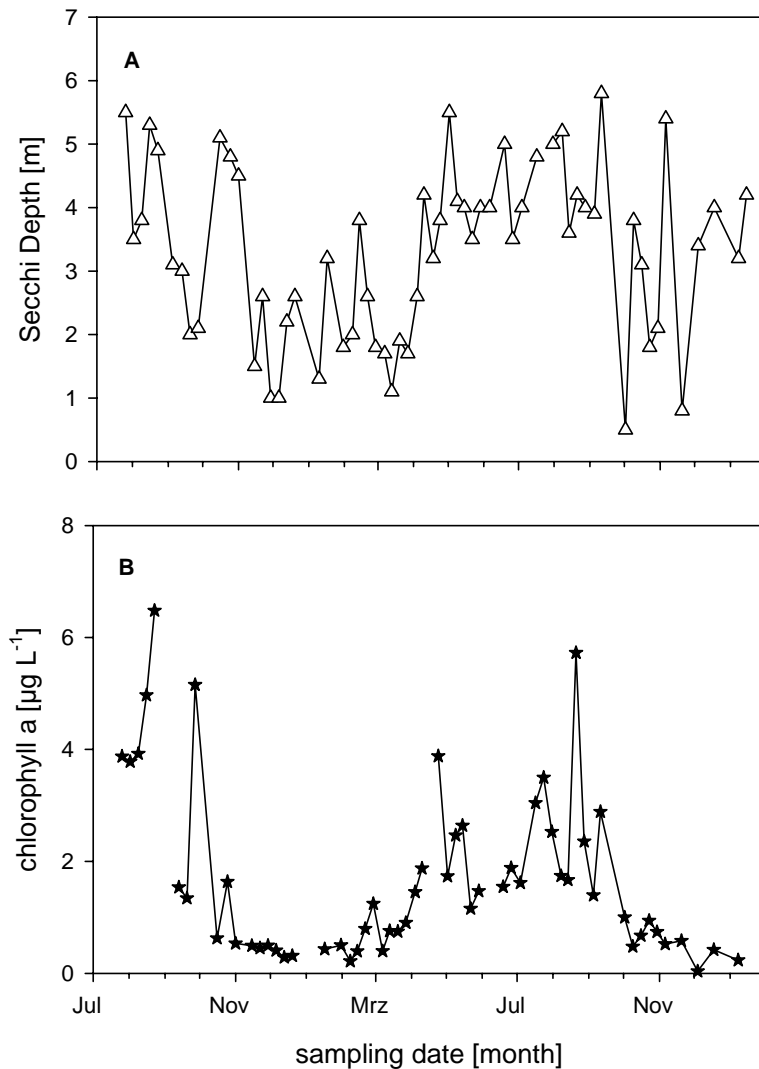 7
A
6
5
4
3
2
1
0
Secchi Depth [m]
8
B
6
4
2
0
chlorophyll a [µg L⁻¹]
Jul Nov Mrz Jul Nov
sampling date [month]